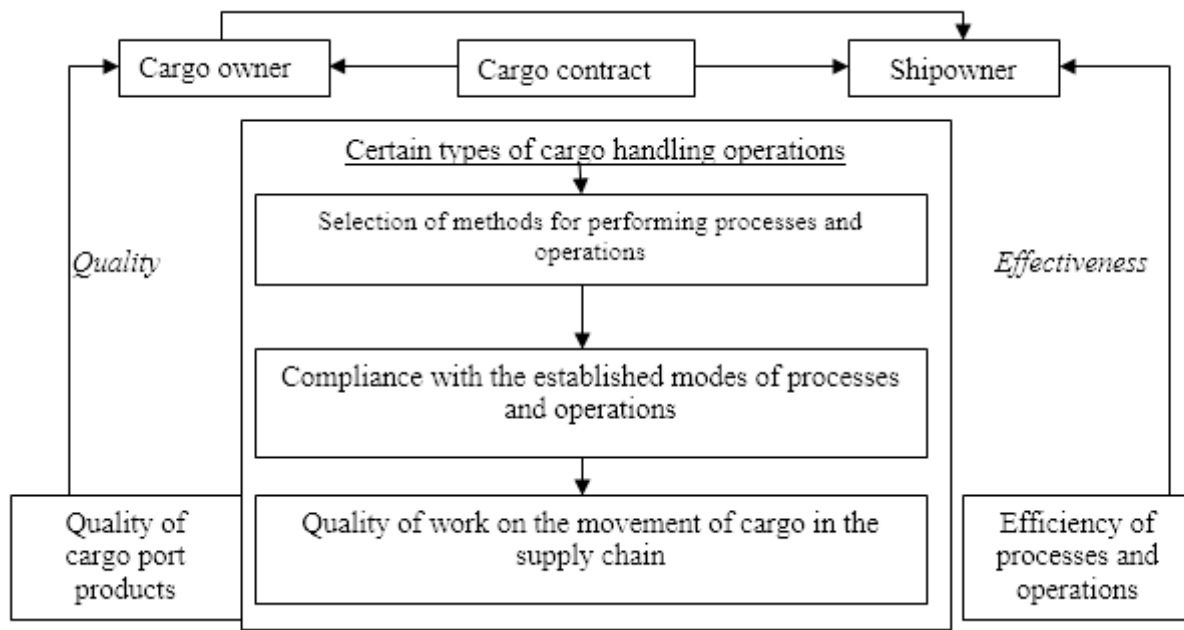 Cargo owner
Cargo contract
Shipowner
Certain types of cargo handling operations
Selection of methods for performing processes and
operations
Quality
Effectiveness
Compliance with the established modes of processes
and operations
Quality of
cargo port
products
Quality of work on the movement of cargo in the
supply chain
Efficiency of
processes and
operations